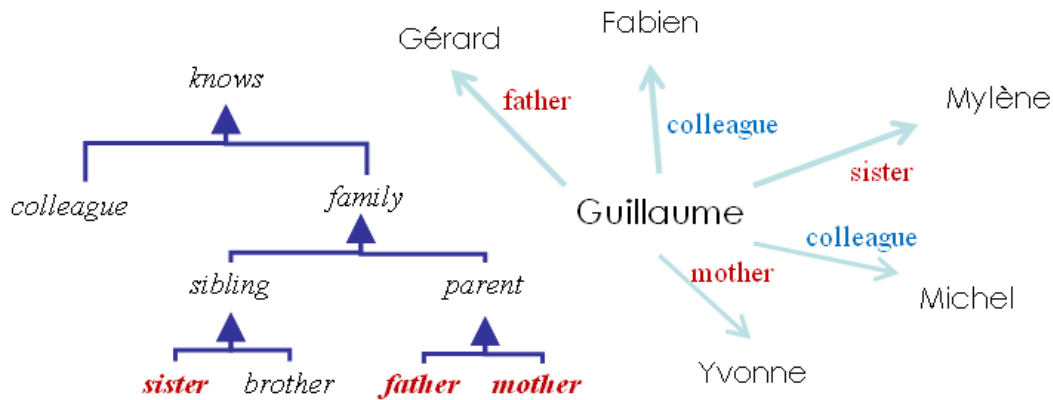 knows
colleague
family
sibling
parent
sister
brother
father
mother
Gérard
Fabien
Mylène
father
colleague
sister
Guillaume
colleague
mother
Michel
Yvonne